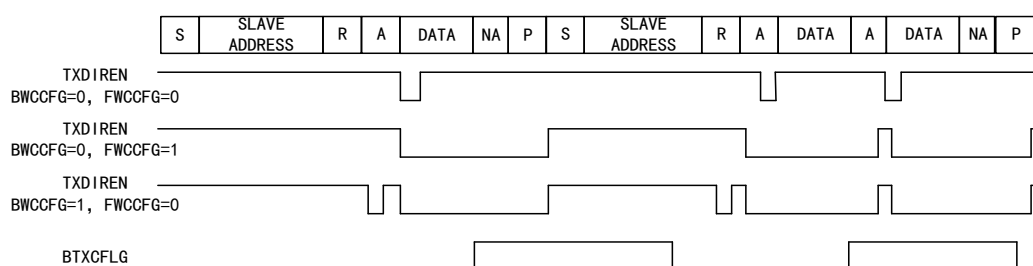 S SLAVE ADDRESS R A DATA NA P S SLAVE ADDRESS R A DATA A DATA NA P
TXDIREN
BWCCFG=0, FWCCFG=0
TXDIREN
BWCCFG=0, FWCCFG=1
TXDIREN
BWCCFG=1, FWCCFG=0
BTXCFLG